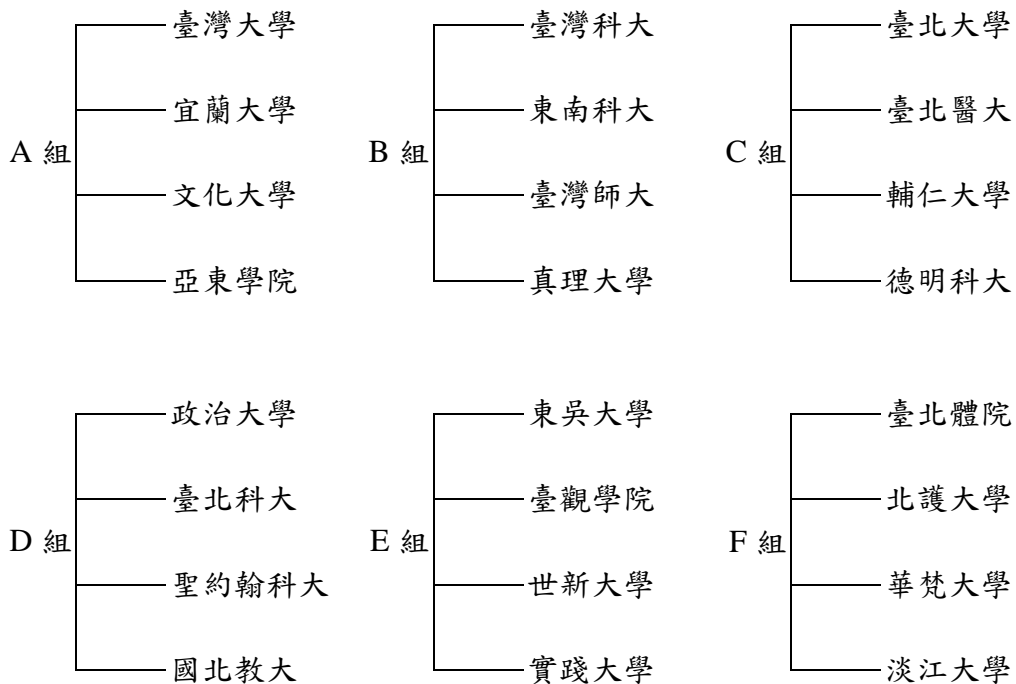 A 組
臺灣大學
宜蘭大學
文化大學
亞東學院
B 組
臺灣科大
東南科大
臺灣師大
真理大學
C 組
臺北大學
臺北醫大
輔仁大學
德明科大
D 組
政治大學
臺北科大
聖約翰科大
國北教大
E 組
東吳大學
臺觀學院
世新大學
實踐大學
F 組
臺北體院
北護大學
華梵大學
淡江大學